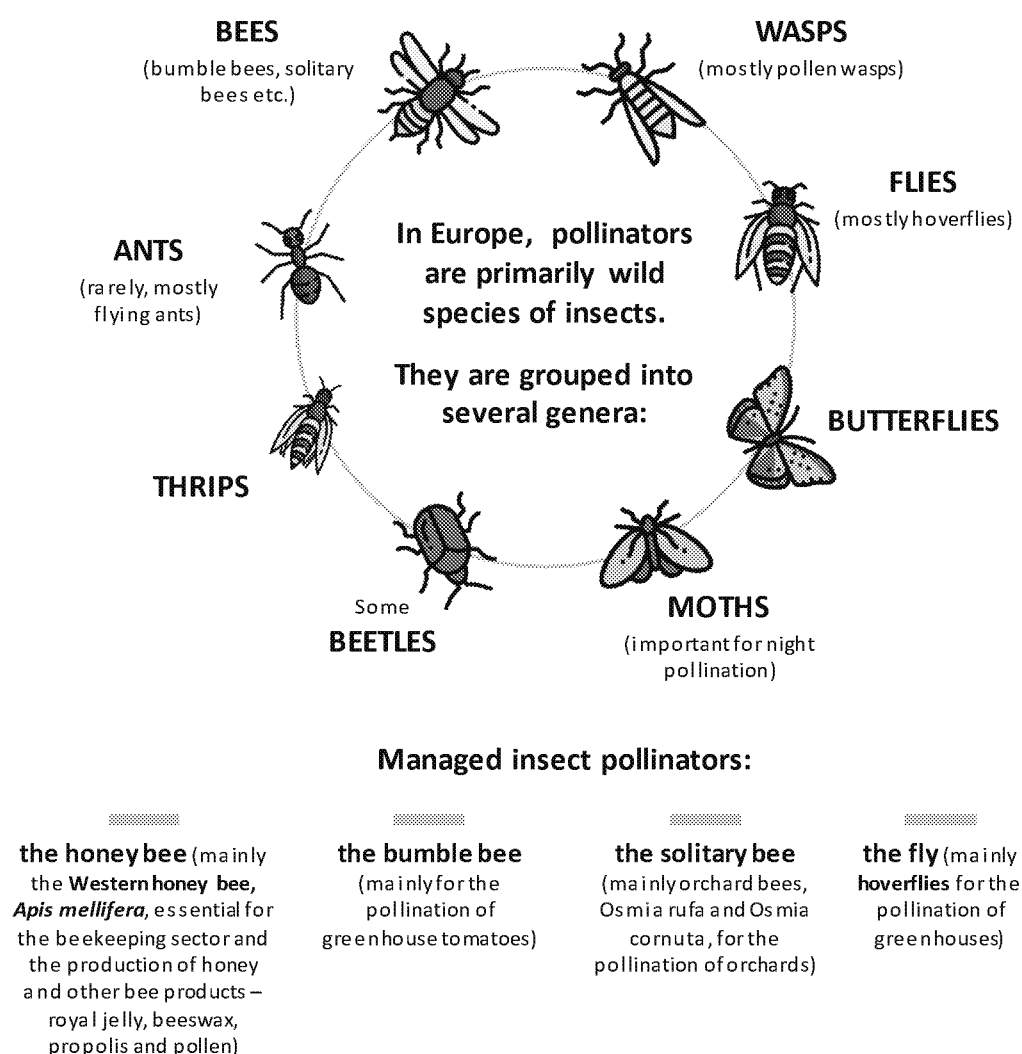 BEES
(bumble bees, solitary
bees etc.)
WASPS
(mostly pollen wasps)
FLIES
(mostly hoverflies)
ANTS
(rarely, mostly
flying ants)
In Europe, pollinators
are primarily wild
species of insects.
They are grouped into
several genera:
BUTTERFLIES
THRIPS
Some
BEETLES
MOTHS
(important for night
pollination)
Managed insect pollinators:
the honey bee (mainly
the Western honey bee,
Apis mellifera, essential for
the beekeeping sector and
the production of honey
and other bee products –
royal jelly, beeswax,
propolis and pollen)
the bumble bee
(mainly for the
pollination of
greenhouse tomatoes)
the solitary bee
(mainly orchard bees,
Osmia rufa and Osmia
cornuta, for the
pollination of orchards)
the fly (mainly
hoverflies for the
pollination of
greenhouses)